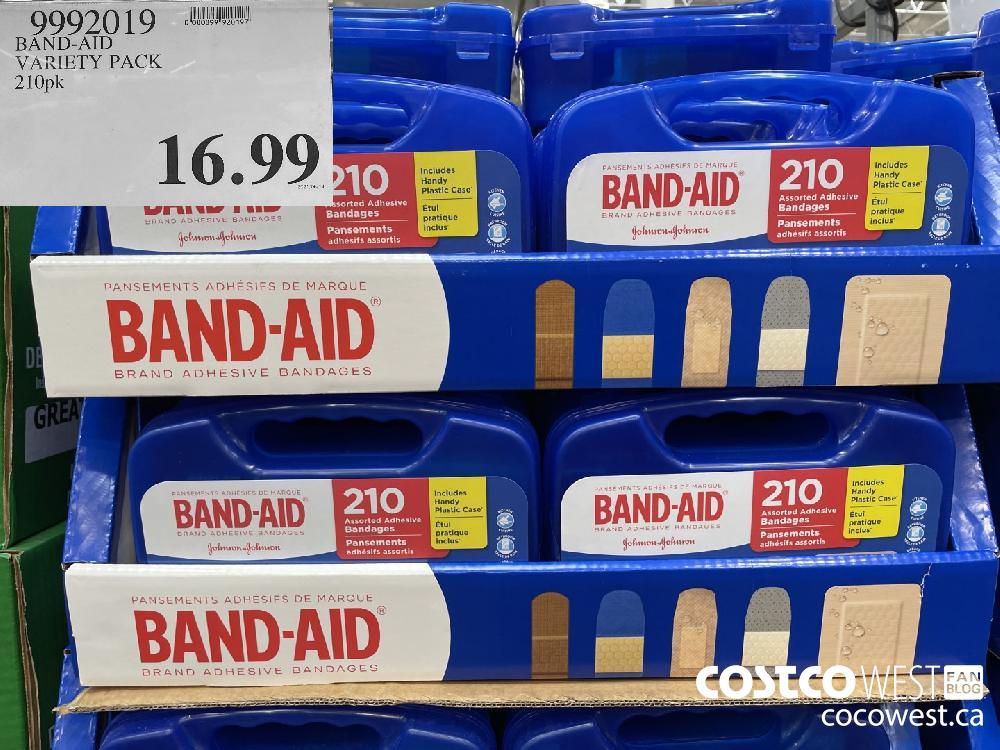 9992019
BAND-AID
VARIETY PACK
210pk
16.99
BAND-AID
BRAND ADHESIVE BANDAGES
Johnson & Johnson
210
Assorted Adhesive
Bandages
Pansements
adhésifs assortis
Includes
Handy
Plastic Case*
Étui
pratique
inclus*
PANSEMENTS ADHÉSIFS DE MARQUE
BAND-AID®
BRAND ADHESIVE BANDAGES
Johnson & Johnson
210
Assorted Adhesive
Bandages
Pansements
adhésifs assortis
Includes
Handy
Plastic Case*
Étui
pratique
inclus*
PANSEMENTS ADHÉSIFS DE MARQUE
BAND-AID®
BRAND ADHESIVE BANDAGES
GREA
PANSEMENTS ADHÉSIFS DE MARQUE
BAND-AID®
BRAND ADHESIVE BANDAGES
Johnson & Johnson
210
Assorted Adhesive
Bandages
Pansements
adhésifs assortis
Includes
Handy
Plastic Case*
Étui
pratique
inclus*
PANSEMENTS ADHÉSIFS DE MARQUE
BAND-AID®
BRAND ADHESIVE BANDAGES
Johnson & Johnson
210
Assorted Adhesive
Bandages
Pansements
adhésifs assortis
Includes
Handy
Plastic Case*
Étui
pratique
inclus*
PANSEMENTS ADHÉSIFS DE MARQUE
BAND-AID®
BRAND ADHESIVE BANDAGES
COSTCO WEST FAN BLOG
cocowest.ca